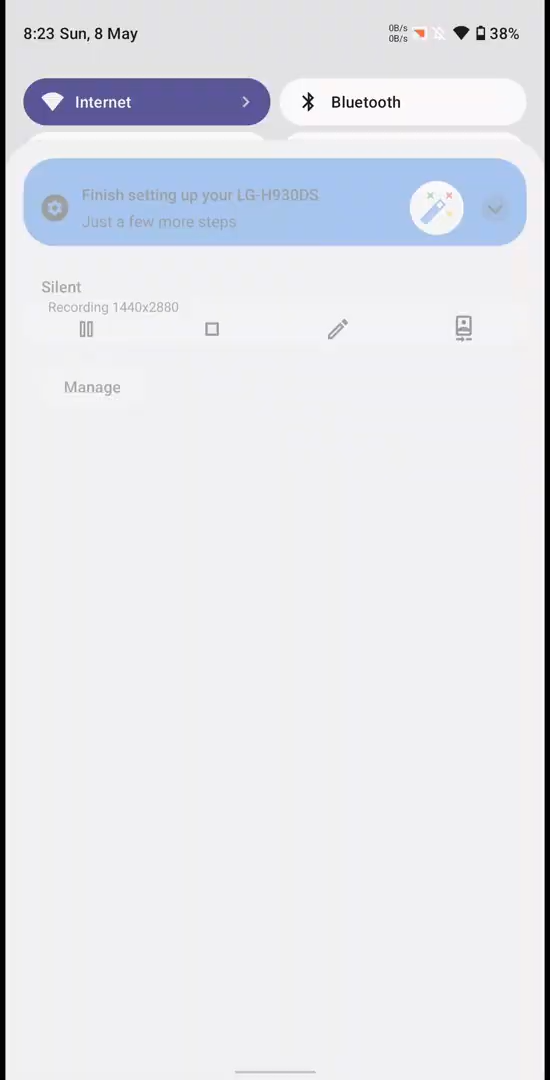 8:23 Sun, 8 May
0B/s
0B/s
38%
Internet
Bluetooth
Finish setting up your LG-H930DS
Just a few more steps
Silent
Recording 1440x2880
Manage